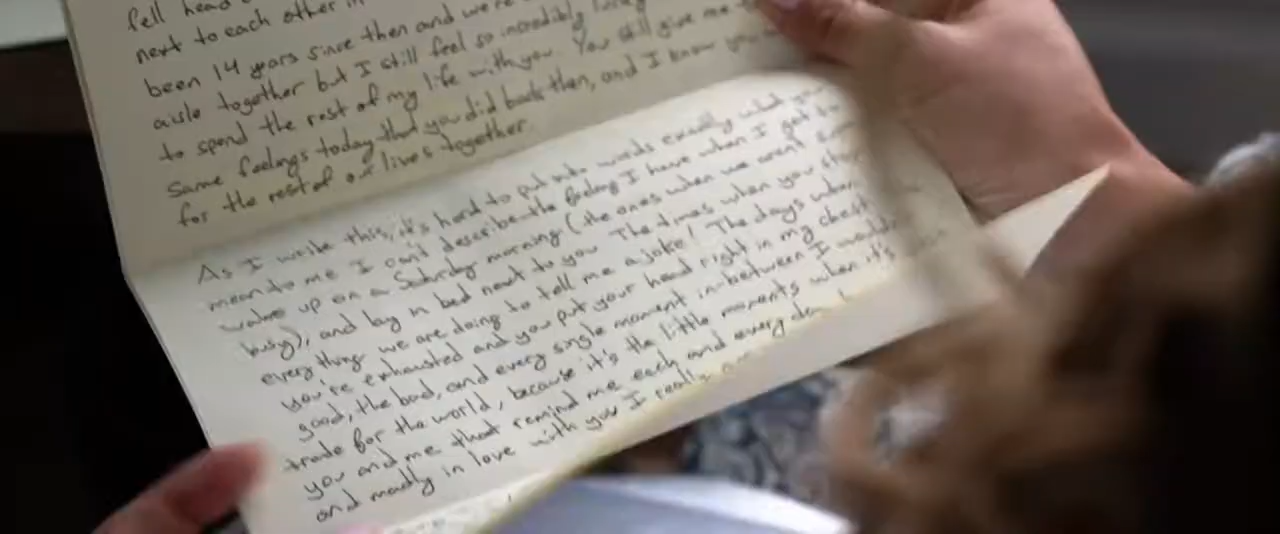 fell head
next to each other in
been 14 years since then and we're
aisle together but I still feel so incredibly lucky
to spend the rest of my life with you. You still give me
same feelings today that you did back then, and I know
for the rest of our lives together.
As I write this, it's hard to put into words exactly what you
mean to me. I can't describe the feeling I have when I get to
wake up on a Saturday morning (the ones when we aren't
busy), and lay in bed next to you. The times when you stop
everything we are doing to tell me a joke! The days when
you're exhausted and you put your head right in my chest
good, the bad, and every single moment in-between I wouldn't
trade for the world, because it's the little moments when it's
you and me that remind me each and every day
and madly in love with you I really